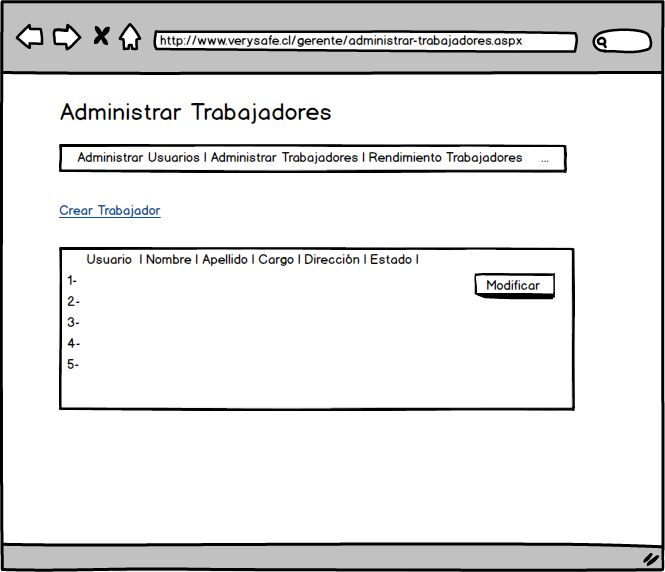 http://www.verysafe.cl/gerente/administrar-trabajadores.aspx
Administrar Trabajadores
Administrar Usuarios | Administrar Trabajadores | Rendimiento Trabajadores ...
Crear Trabajador
Usuario | Nombre | Apellido | Cargo | Dirección | Estado |
1- Modificar
2-
3-
4-
5-